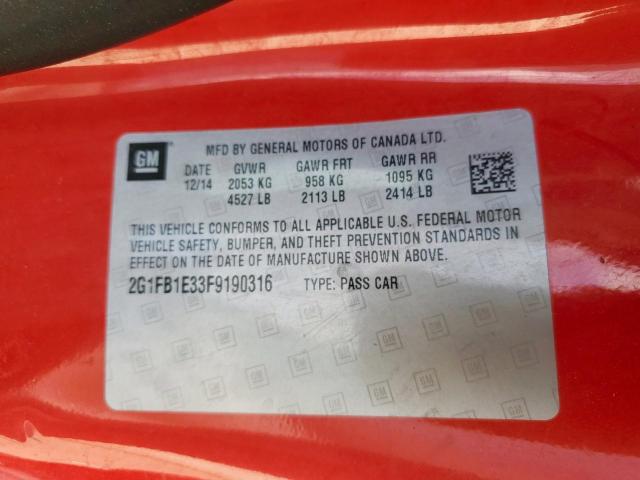 GM
MFD BY GENERAL MOTORS OF CANADA LTD.
DATE GVWR GAWR FRT GAWR RR
12/14 2053 KG 958 KG 1095 KG
4527 LB 2113 LB 2414 LB
THIS VEHICLE CONFORMS TO ALL APPLICABLE U.S. FEDERAL MOTOR
VEHICLE SAFETY, BUMPER, AND THEFT PREVENTION STANDARDS IN
EFFECT ON THE DATE OF MANUFACTURE SHOWN ABOVE.
2G1FB1E33F9190316 TYPE: PASS CAR